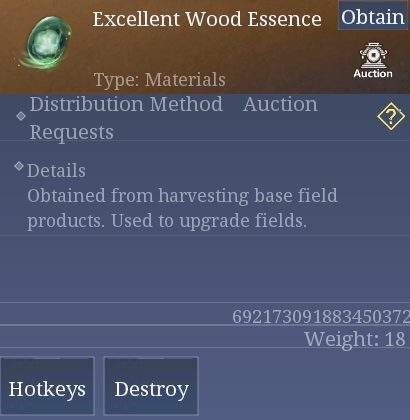 Excellent Wood Essence
Obtain
Type: Materials
Auction
Distribution Method Auction
Requests
Details
Obtained from harvesting base field
products. Used to upgrade fields.
692173091883450372
Weight: 18
Hotkeys
Destroy